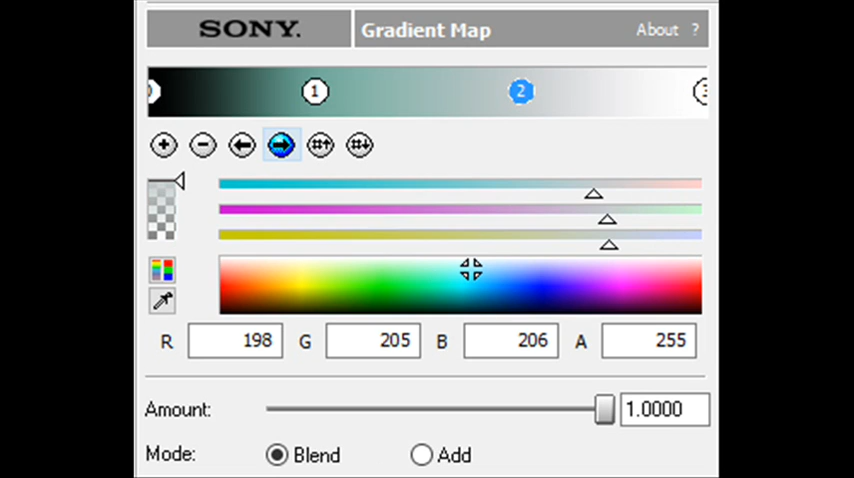 SONY. Gradient Map About ?
1 2
R 198 G 205 B 206 A 255
Amount: 1.0000
Mode: Blend Add